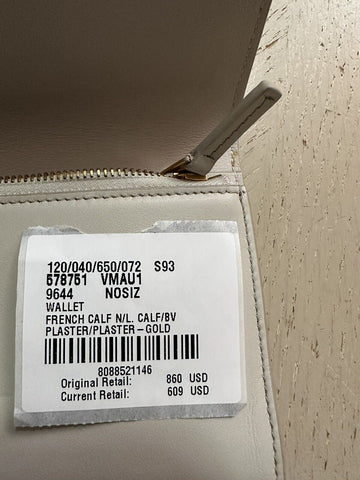 120/040/650/072 S93
578751 VMAU1
9644 NOSIZ
WALLET
FRENCH CALF N/L. CALF/BV
PLASTER/PLASTER-GOLD
8088521146
Original Retail: 860 USD
Current Retail: 609 USD